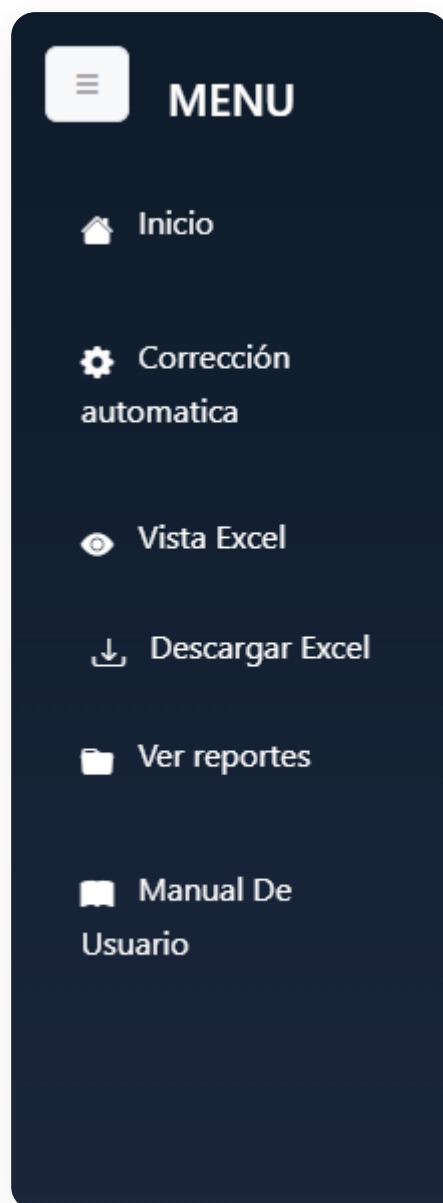 MENU
Inicio
Corrección
automatica
Vista Excel
Descargar Excel
Ver reportes
Manual De
Usuario